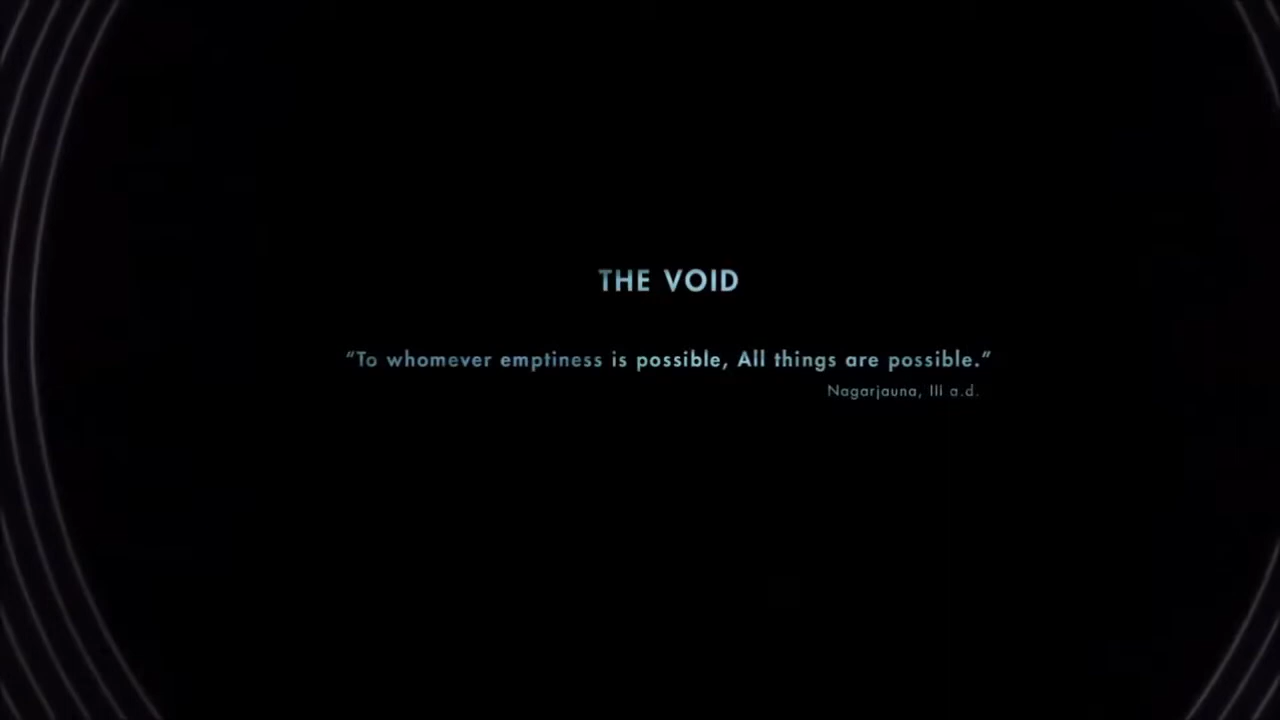 THE VOID
“To whomever emptiness is possible, All things are possible.”
Nagarjauna, III a.d.